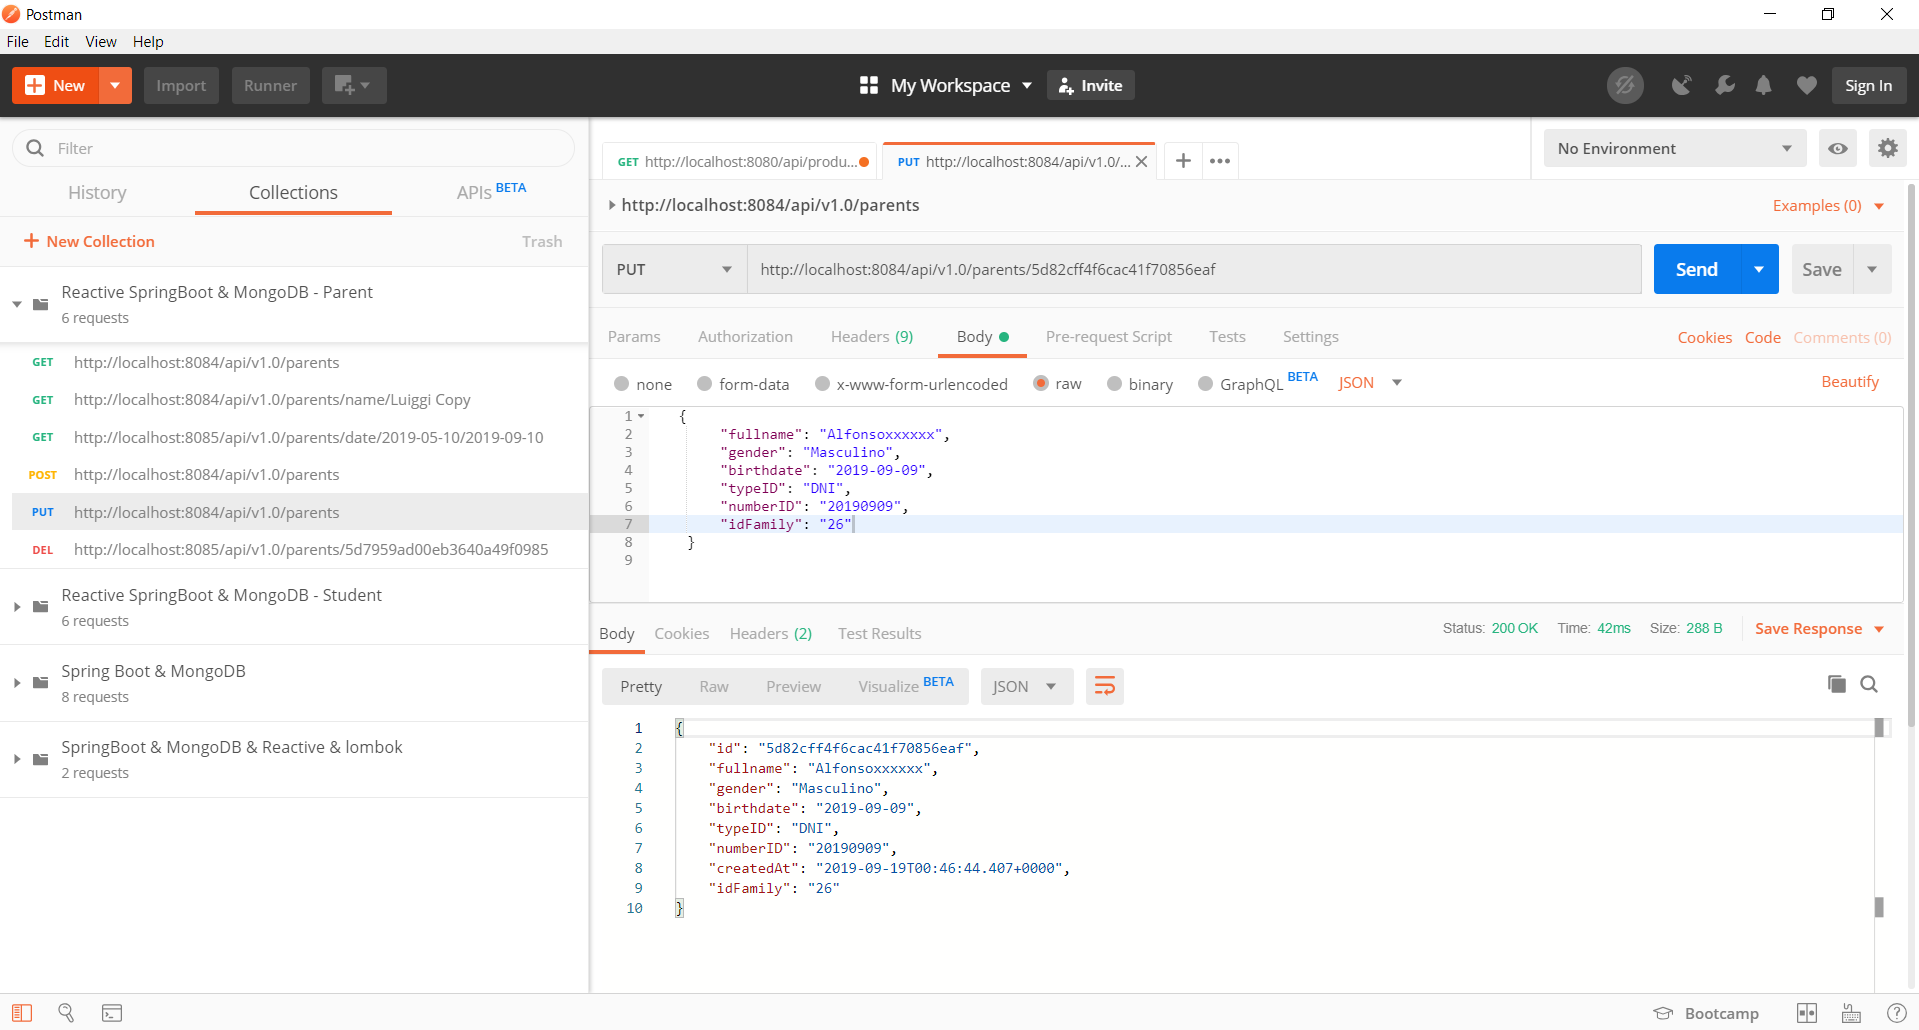 Postman
File Edit View Help
New Import Runner My Workspace Invite Sign In
Filter
History Collections APIs BETA
New Collection Trash
Reactive SpringBoot & MongoDB - Parent
6 requests
GET http://localhost:8084/api/v1.0/parents
GET http://localhost:8084/api/v1.0/parents/name/Luiggi Copy
GET http://localhost:8085/api/v1.0/parents/date/2019-05-10/2019-09-10
POST http://localhost:8084/api/v1.0/parents
PUT http://localhost:8084/api/v1.0/parents
DEL http://localhost:8085/api/v1.0/parents/5d7959ad00eb3640a49f0985
Reactive SpringBoot & MongoDB - Student
6 requests
Spring Boot & MongoDB
8 requests
SpringBoot & MongoDB & Reactive & lombok
2 requests
GET http://localhost:8080/api/produ... PUT http://localhost:8084/api/v1.0/... No Environment
http://localhost:8084/api/v1.0/parents Examples (0)
PUT http://localhost:8084/api/v1.0/parents/5d82cff4f6cac41f70856eaf Send Save
Params Authorization Headers (9) Body Pre-request Script Tests Settings Cookies Code Comments (0)
none form-data x-www-form-urlencoded raw binary GraphQL BETA JSON Beautify
1 {
2 "fullname": "Alfonsoxxxxxx",
3 "gender": "Masculino",
4 "birthdate": "2019-09-09",
5 "typeID": "DNI",
6 "numberID": "20190909",
7 "idFamily": "26"
8 }
9
Body Cookies Headers (2) Test Results Status: 200 OK Time: 42ms Size: 288 B Save Response
Pretty Raw Preview Visualize BETA JSON
1 {
2 "id": "5d82cff4f6cac41f70856eaf",
3 "fullname": "Alfonsoxxxxxx",
4 "gender": "Masculino",
5 "birthdate": "2019-09-09",
6 "typeID": "DNI",
7 "numberID": "20190909",
8 "createdAt": "2019-09-19T00:46:44.407+0000",
9 "idFamily": "26"
10 }
Bootcamp